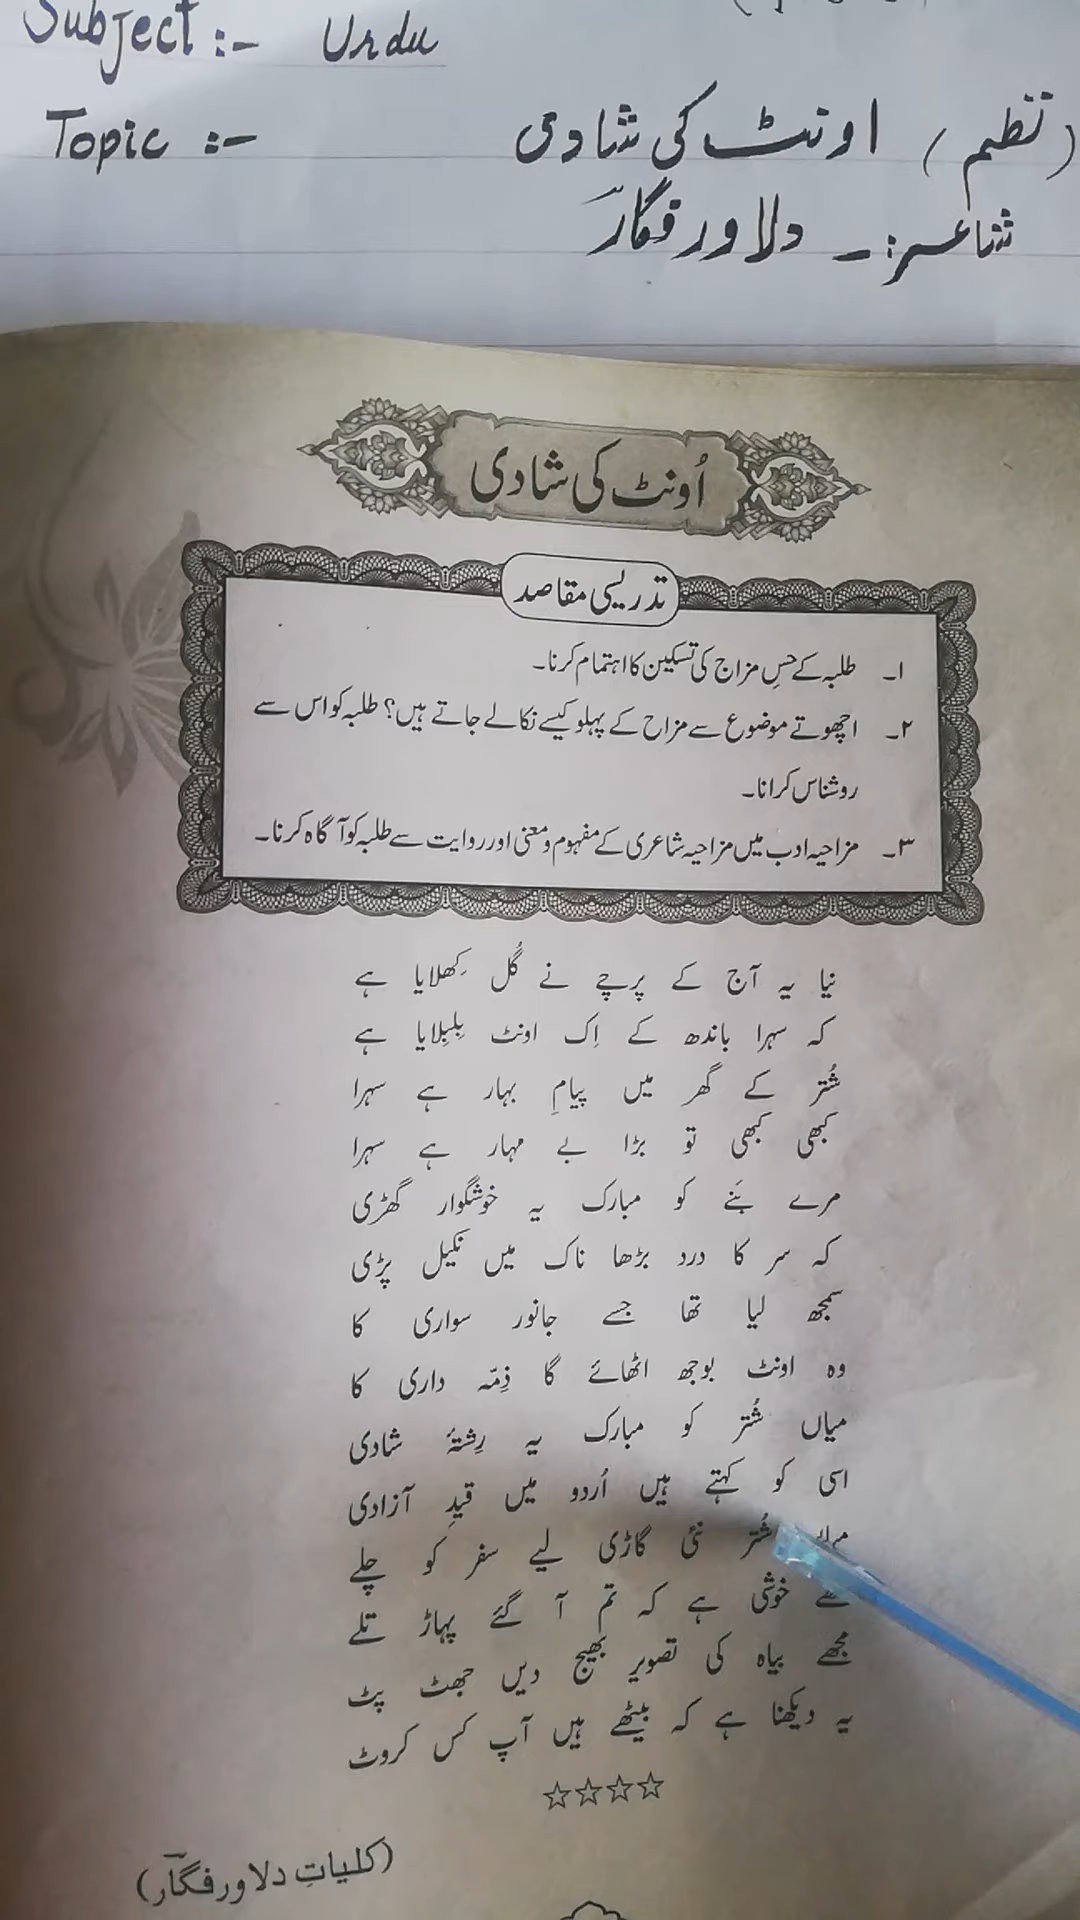 Subject :- Urdu
Topic :- (نظم) اونٹ کی شادی
شاعر:- دلاور فگارؔ
اُونٹ کی شادی
تدریسی مقاصد
۱۔ طلبہ کے حسِ مزاح کی تسکین کا اہتمام کرنا۔
۲۔ اچھوتے موضوع سے مزاح کے پہلو کیسے نکالے جاتے ہیں؟ طلبہ کو اس سے
روشناس کرانا۔
۳۔ مزاحیہ ادب میں مزاحیہ شاعری کے مفہوم و معنی اور روایت سے طلبہ کو آگاہ کرنا۔
نیا یہ آج کے پرچے نے گُل کِھلایا ہے
کہ سہرا باندھ کے اِک اونٹ بِلبِلایا ہے
شُتر کے گھر میں پیامِ بہار ہے سہرا
کبھی کبھی تو بڑا بے مہار ہے سہرا
مرے بَنے کو مبارک یہ خوشگوار گھڑی
کہ سر کا درد بڑھا ناک میں نکیل پڑی
سمجھ لیا تھا جسے جانور سواری کا
وہ اونٹ بوجھ اٹھائے گا ذِمّہ داری کا
میاں شُتر کو مبارک یہ رِشتۂ شادی
اسی کو کہتے ہیں اُردو میں قیدِ آزادی
شُتر نئی گاڑی لیے سفر کو چلے
خوشی ہے کہ تم آ گئے پہاڑ تلے
مجھے بیاہ کی تصویر بھیج دیں جھٹ پٹ
یہ دیکھنا ہے کہ بیٹھے ہیں آپ کس کروٹ
☆☆☆☆
(کلیاتِ دلاور فگارؔ)